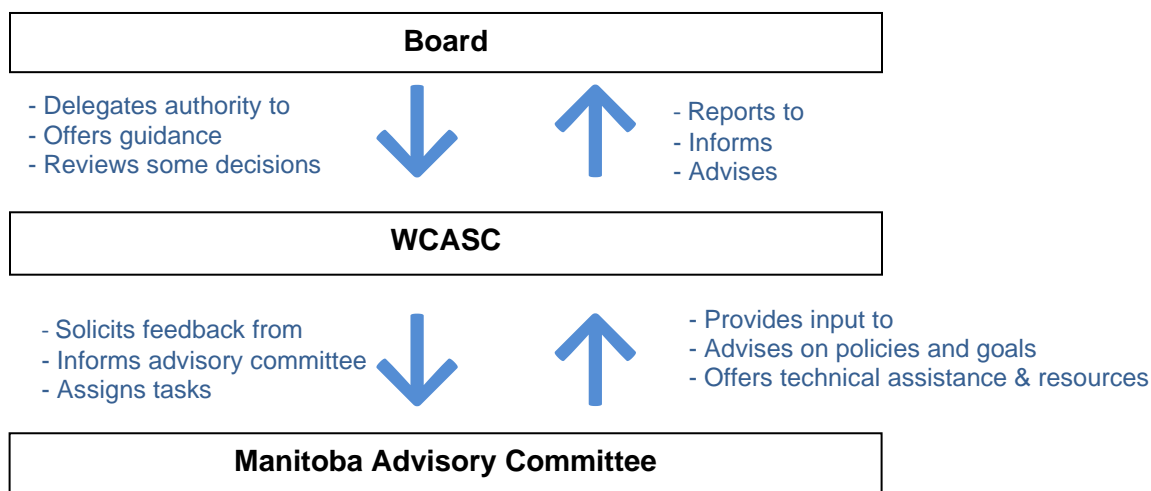 Board
- Delegates authority to
- Offers guidance
- Reviews some decisions
- Reports to
- Informs
- Advises
WCASC
- Solicits feedback from
- Informs advisory committee
- Assigns tasks
- Provides input to
- Advises on policies and goals
- Offers technical assistance & resources
Manitoba Advisory Committee